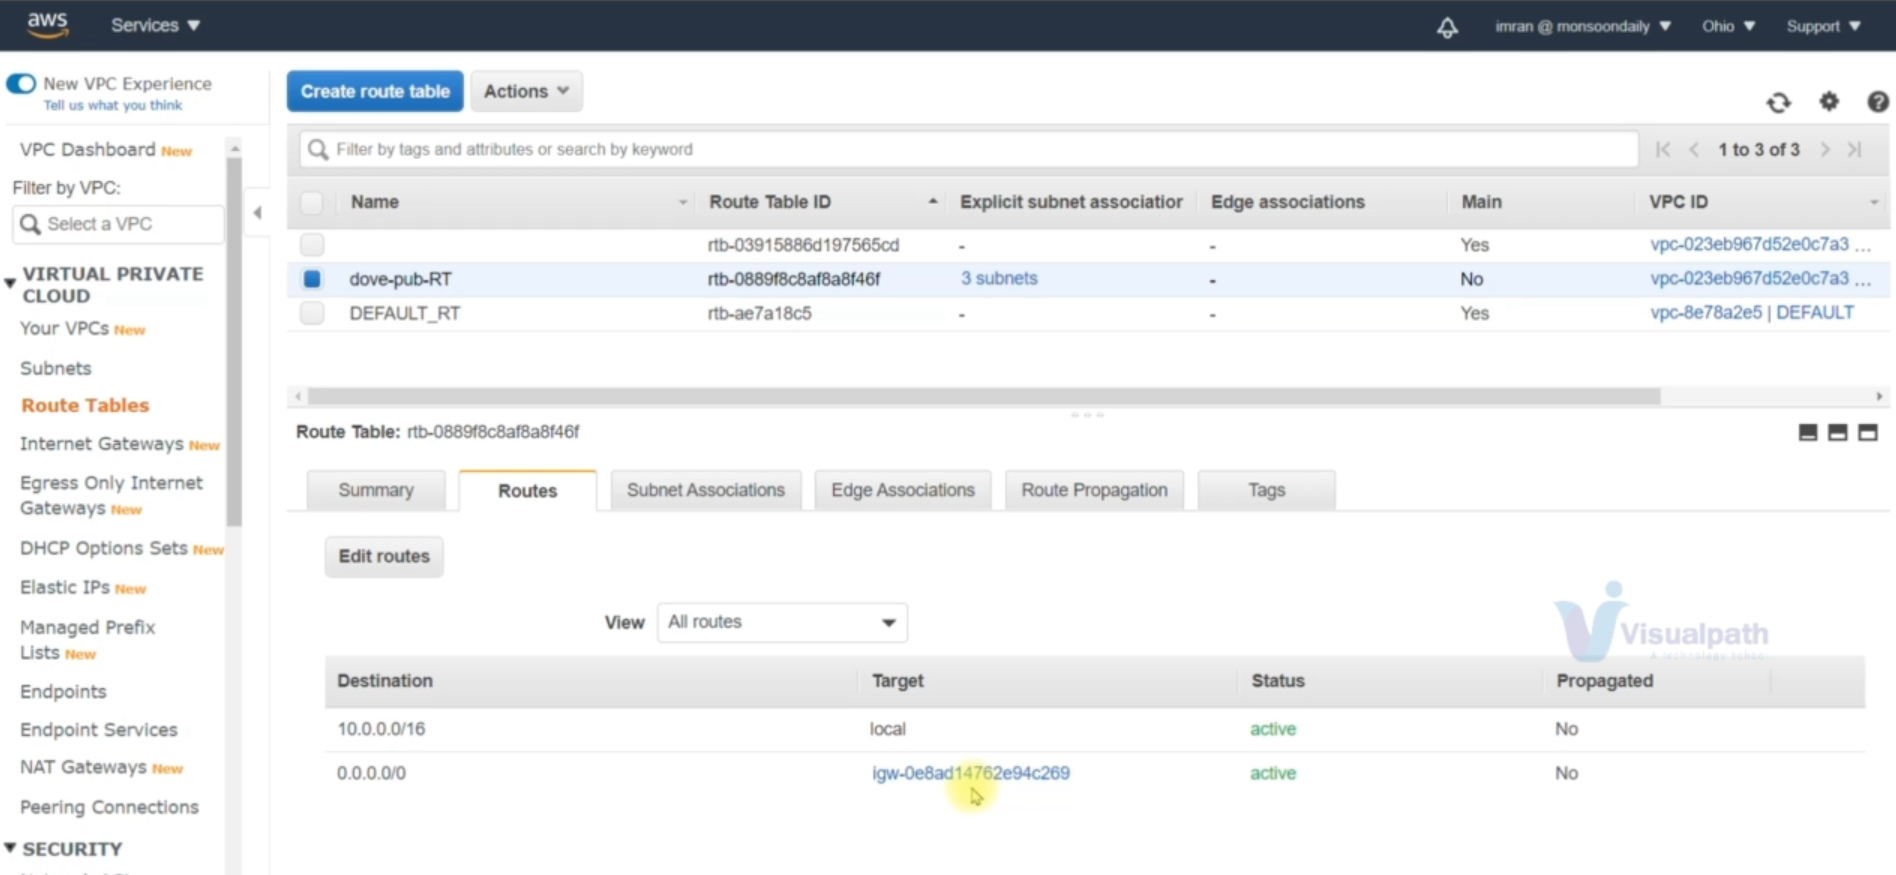 aws Services imran @ monsoondaily Ohio Support
New VPC Experience
Tell us what you think
VPC Dashboard New
Filter by VPC:
Select a VPC
VIRTUAL PRIVATE
CLOUD
Your VPCs New
Subnets
Route Tables
Internet Gateways New
Egress Only Internet
Gateways New
DHCP Options Sets New
Elastic IPs New
Managed Prefix
Lists New
Endpoints
Endpoint Services
NAT Gateways New
Peering Connections
SECURITY
Create route table Actions
Filter by tags and attributes or search by keyword 1 to 3 of 3
Name Route Table ID Explicit subnet association Edge associations Main VPC ID
rtb-03915886d197565cd - - Yes vpc-023eb967d52e0c7a3 ...
dove-pub-RT rtb-0889f8c8af8a8f46f 3 subnets - No vpc-023eb967d52e0c7a3 ...
DEFAULT_RT rtb-ae7a18c5 - - Yes vpc-8e78a2e5 | DEFAULT
Route Table: rtb-0889f8c8af8a8f46f
Summary Routes Subnet Associations Edge Associations Route Propagation Tags
Edit routes
View All routes
Visualpath
A technology school
Destination Target Status Propagated
10.0.0.0/16 local active No
0.0.0.0/0 igw-0e8ad14762e94c269 active No